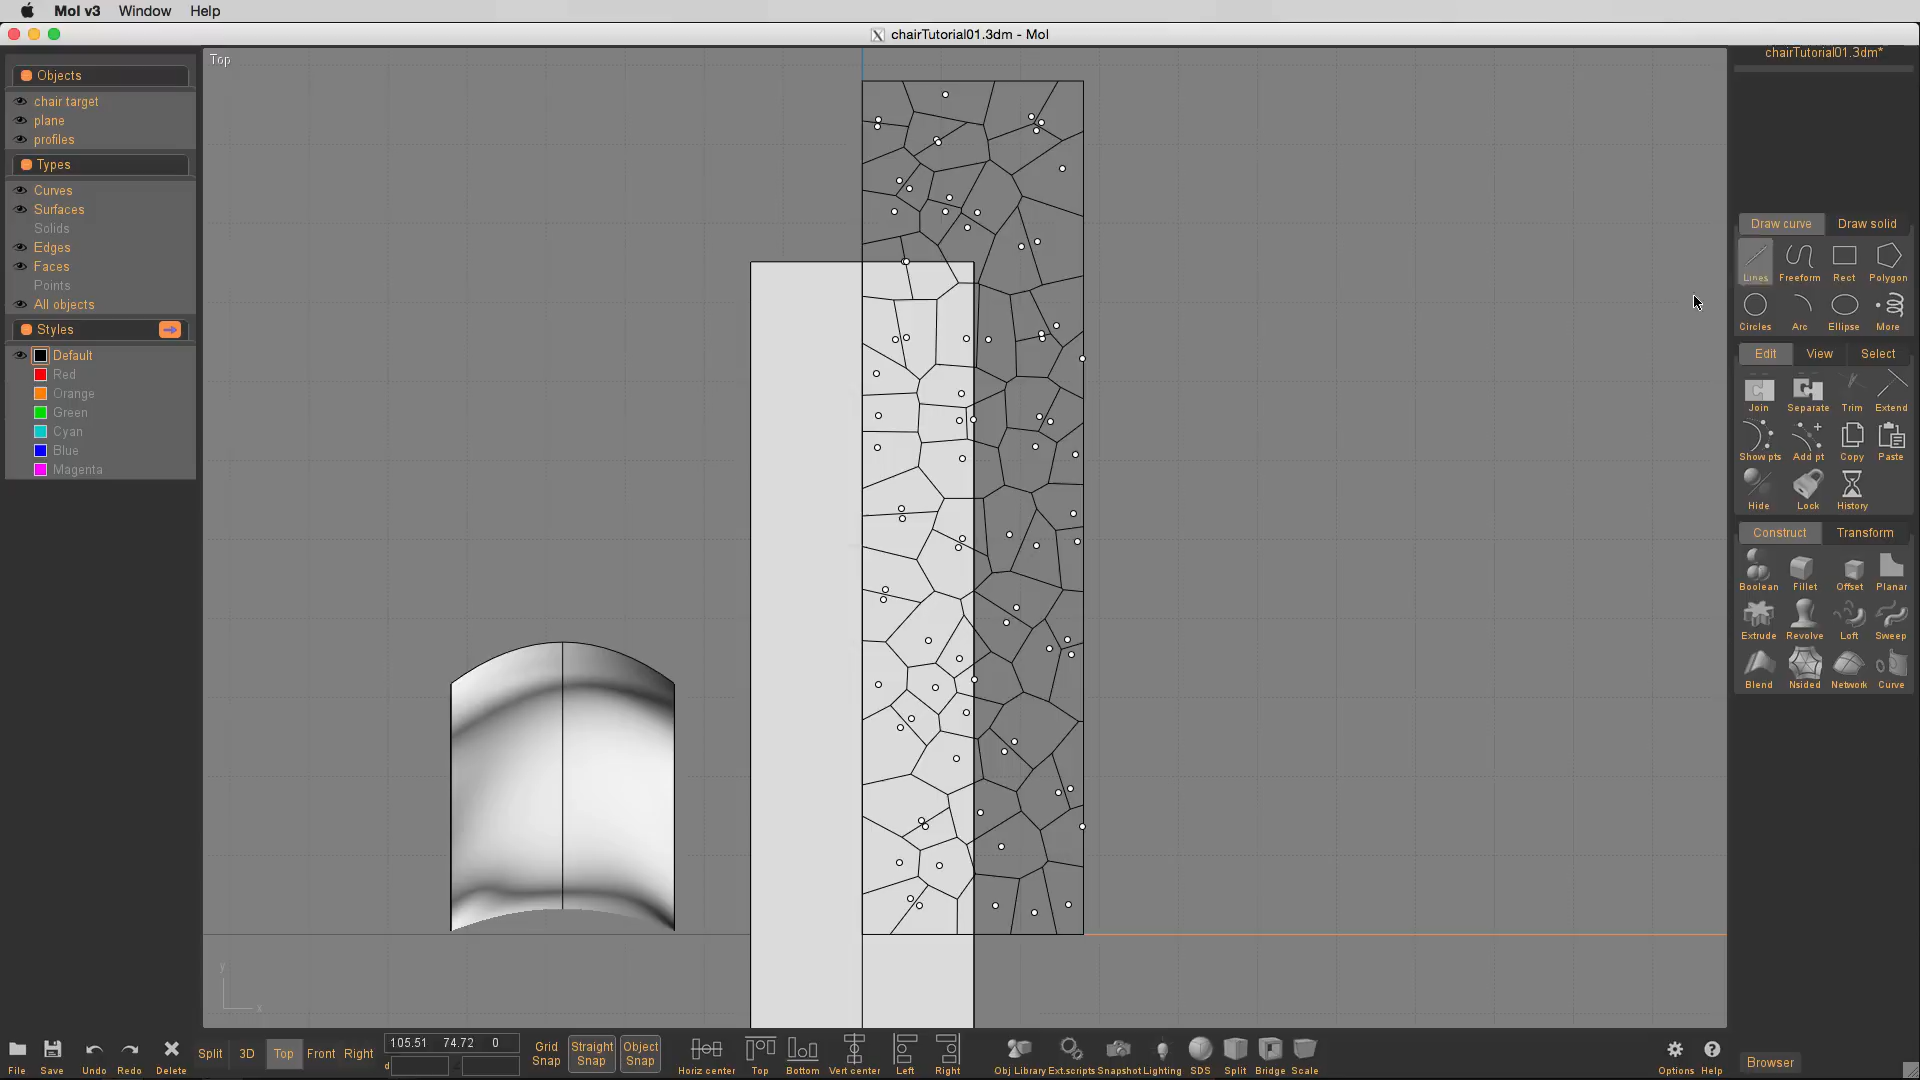 MoI v3 Window Help
chairTutorial01.3dm - MoI
chairTutorial01.3dm*
Top
Objects
chair target
plane
profiles
Types
Curves
Surfaces
Solids
Edges
Faces
Points
All objects
Styles
Default
Red
Orange
Green
Cyan
Blue
Magenta
Draw curve Draw solid
Lines Freeform Rect Polygon
Circles Arc Ellipse More
Edit View Select
Join Separate Trim Extend
Show pts Add pt Copy Paste
Hide Lock History
Construct Transform
Boolean Fillet Offset Planar
Extrude Revolve Loft Sweep
Blend Nsided Network Curve
y
x
File Save Undo Redo Delete
Split 3D Top Front Right
105.51 74.72 0
d
Grid Snap
Straight Snap
Object Snap
Horiz center Top Bottom Vert center Left Right
Obj Library Ext.scripts Snapshot Lighting SDS Split Bridge Scale
Options Help
Browser